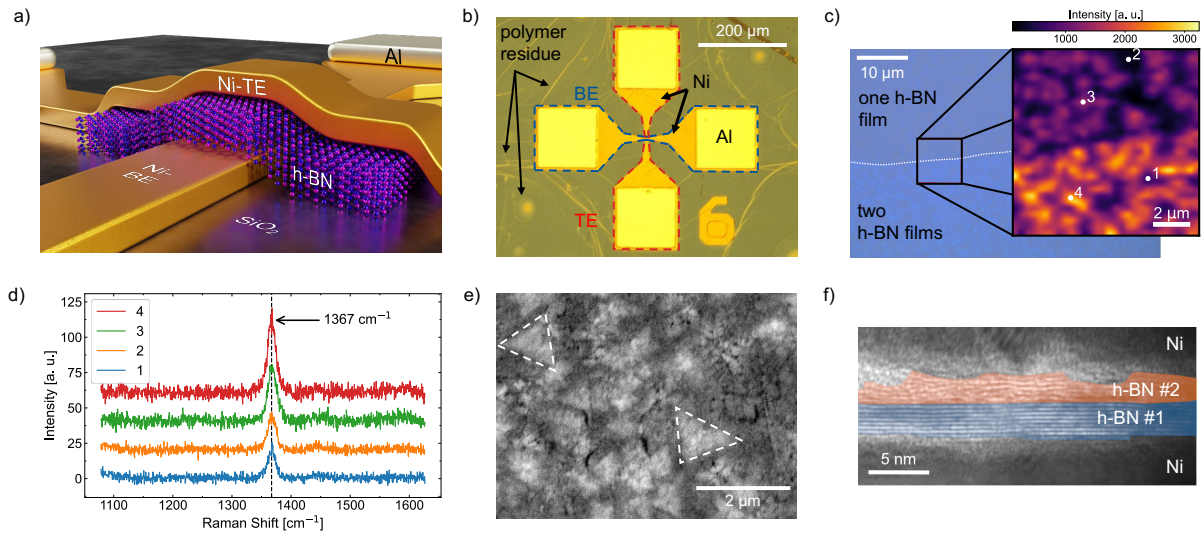 a)
Al
Ni-TE
Ni-
BE
h-BN
SiO₂
b)
polymer
residue
200 µm
BE
Ni
Al
TE
6
c)
Intensity [a. u.]
1000 2000 3000
10 µm
one h-BN
film
two
h-BN films
2
3
1
4
2 µm
d)
125
100
75
50
25
0
Intensity [a. u.]
4
3
2
1
1367 cm⁻¹
1100 1200 1300 1400 1500 1600
Raman Shift [cm⁻¹]
e)
2 µm
f)
Ni
h-BN #2
h-BN #1
5 nm
Ni